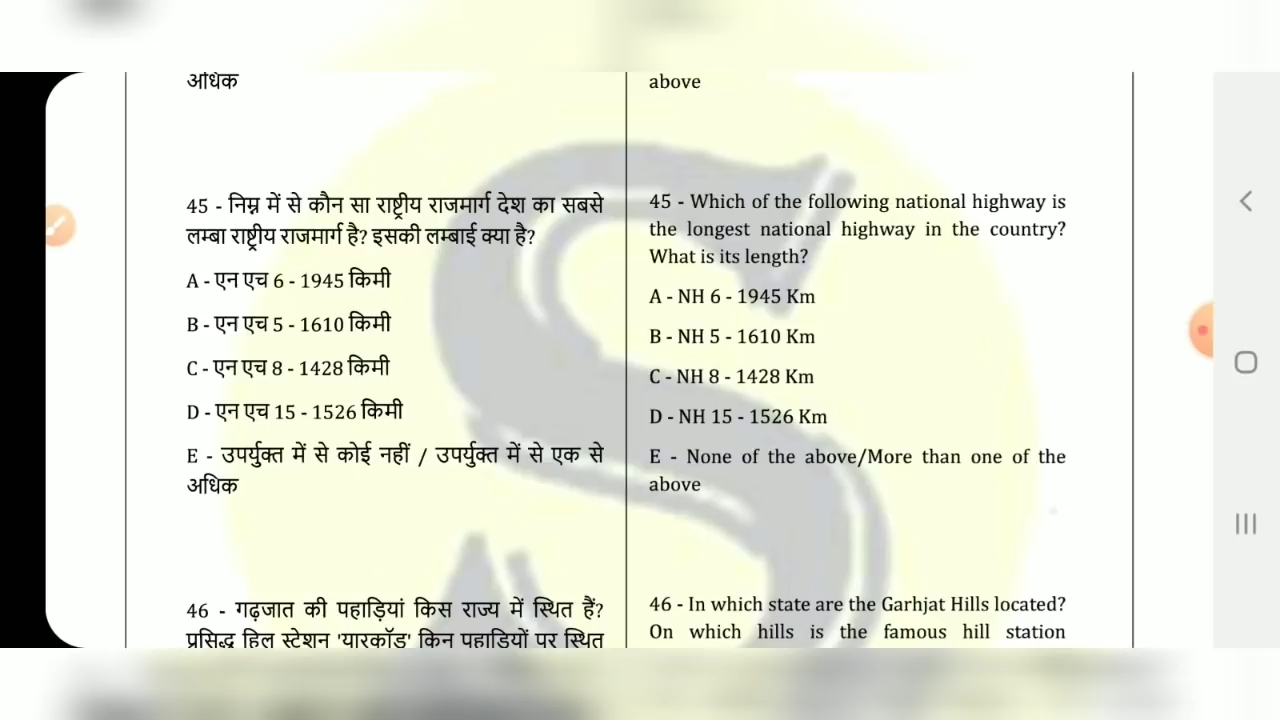 अधिक
45 - निम्न में से कौन सा राष्ट्रीय राजमार्ग देश का सबसे
लम्बा राष्ट्रीय राजमार्ग है? इसकी लम्बाई क्या है?
A - एन एच 6 - 1945 किमी
B - एन एच 5 - 1610 किमी
C - एन एच 8 - 1428 किमी
D - एन एच 15 - 1526 किमी
E - उपर्युक्त में से कोई नहीं / उपर्युक्त में से एक से
अधिक
46 - गढ़जात की पहाड़ियां किस राज्य में स्थित हैं?
प्रसिद्ध हिल स्टेशन 'यारकॉड' किन पहाड़ियों पर स्थित
above
45 - Which of the following national highway is
the longest national highway in the country?
What is its length?
A - NH 6 - 1945 Km
B - NH 5 - 1610 Km
C - NH 8 - 1428 Km
D - NH 15 - 1526 Km
E - None of the above/More than one of the
above
46 - In which state are the Garhjat Hills located?
On which hills is the famous hill station